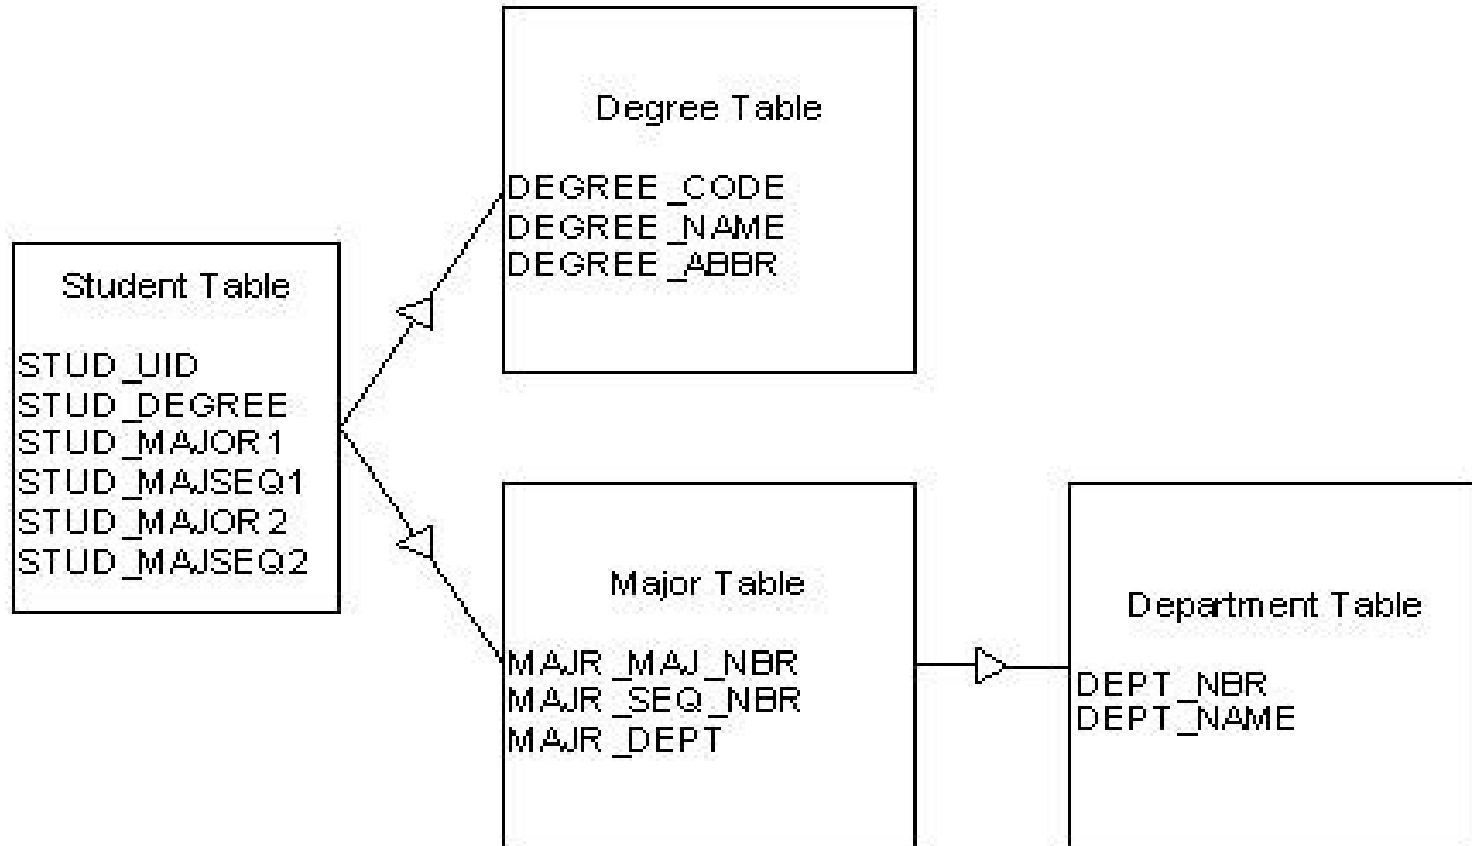 Student Table
STUD_UID
STUD_DEGREE
STUD_MAJOR1
STUD_MAJSEQ1
STUD_MAJOR2
STUD_MAJSEQ2
Degree Table
DEGREE_CODE
DEGREE_NAME
DEGREE_ABBR
Major Table
MAJR_MAJ_NBR
MAJR_SEQ_NBR
MAJR_DEPT
Department Table
DEPT_NBR
DEPT_NAME